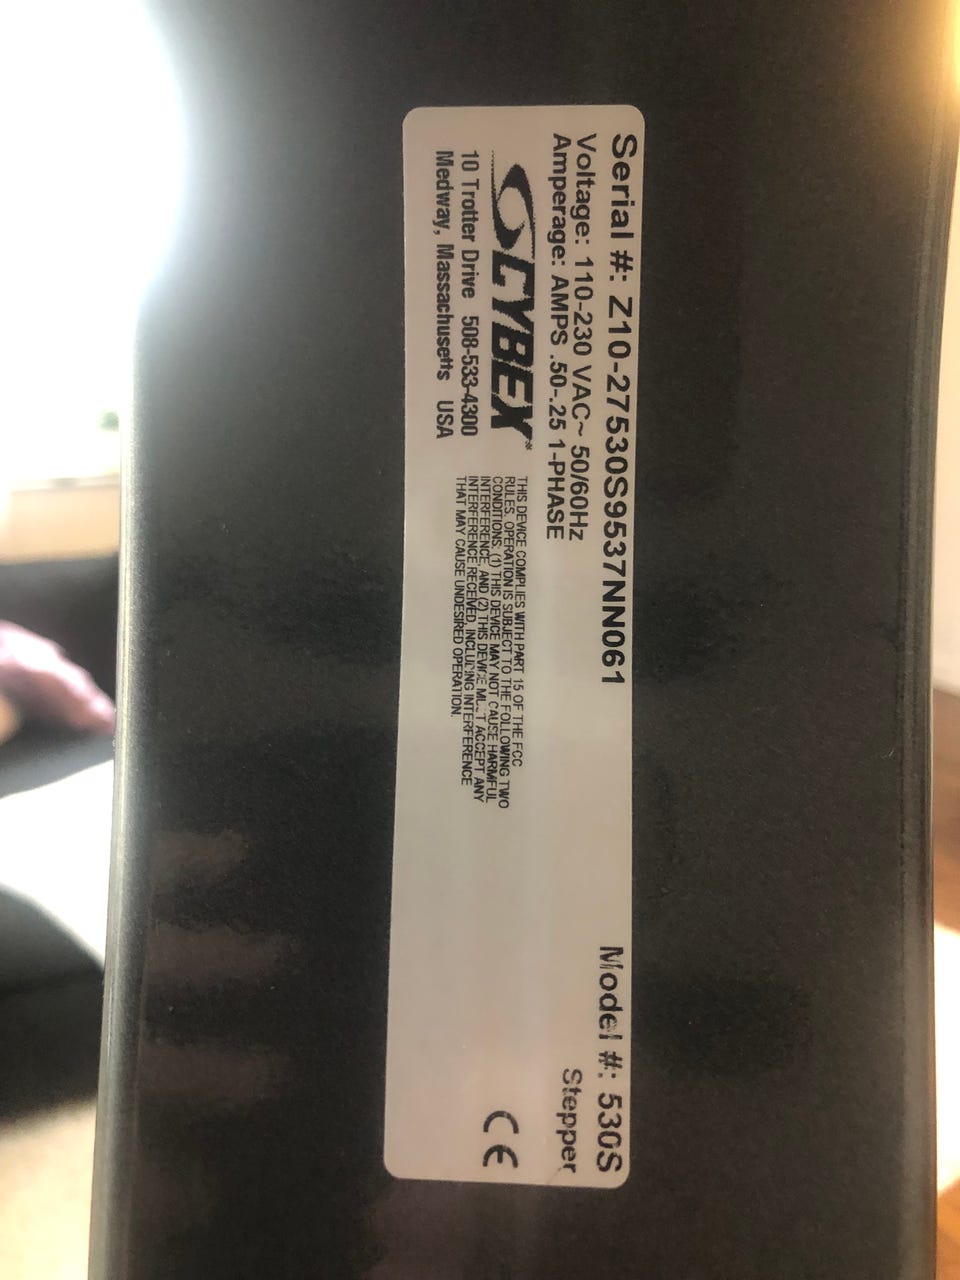 Serial #: Z10-27530S9537NN061
Model #: 530S
Voltage: 110-230 VAC~ 50/60Hz
Stepper
Amperage: AMPS .50-.25 1-PHASE
CYBEX
10 Trotter Drive 508-533-4300
Medway, Massachusetts USA
THIS DEVICE COMPLIES WITH PART 15 OF THE FCC
RULES. OPERATION IS SUBJECT TO THE FOLLOWING TWO
CONDITIONS: (1) THIS DEVICE MAY NOT CAUSE HARMFUL
INTERFERENCE, AND (2) THIS DEVICE MUST ACCEPT ANY
INTERFERENCE RECEIVED, INCLUDING INTERFERENCE
THAT MAY CAUSE UNDESIRED OPERATION.
CE